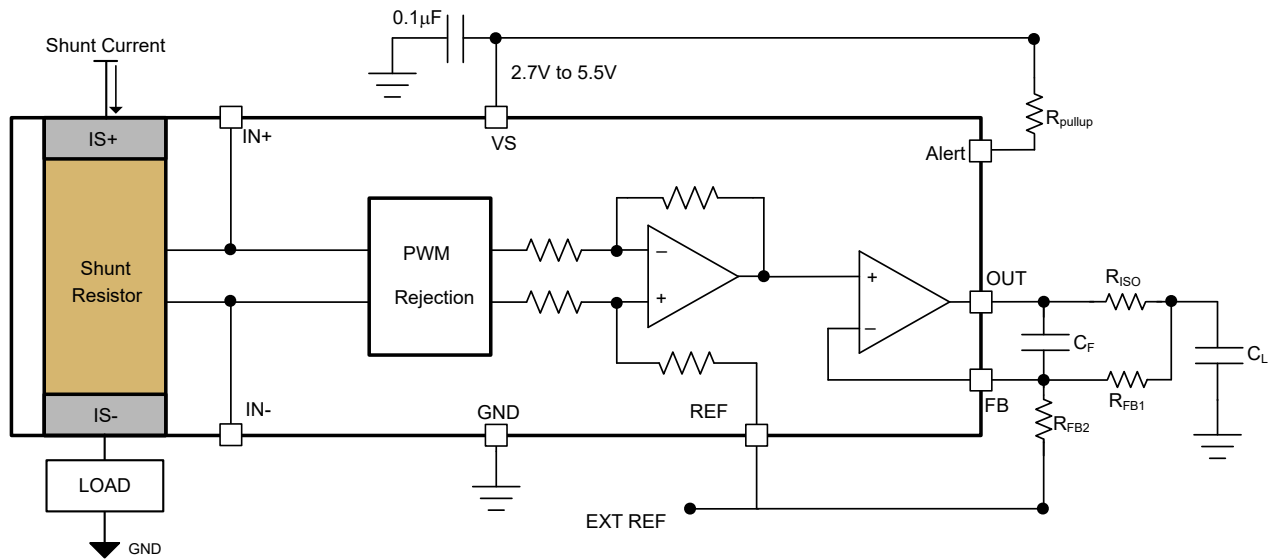 0.1μF
Shunt Current
2.7V to 5.5V
IS+
IN+
VS
Rpullup
Alert
PWM
Rejection
Shunt
Resistor
−
+
+
−
OUT
RISO
CF
CL
IS-
IN-
GND
REF
FB
RFB1
RFB2
LOAD
EXT REF
GND